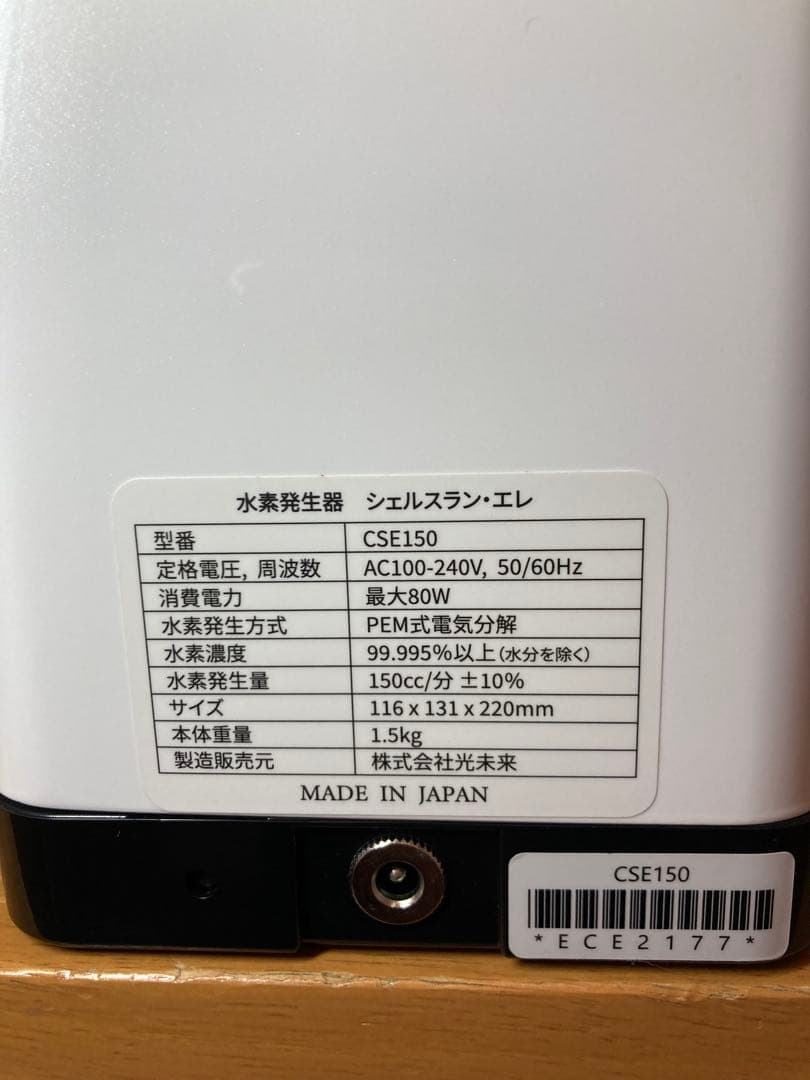 水素発生器 シェルスラン・エレ
型番 CSE150
定格電圧, 周波数 AC100-240V, 50/60Hz
消費電力 最大80W
水素発生方式 PEM式電気分解
水素濃度 99.995%以上(水分を除く)
水素発生量 150cc/分 ±10%
サイズ 116 x 131 x 220mm
本体重量 1.5kg
製造販売元 株式会社光未来
MADE IN JAPAN
CSE150
*ECE2177*